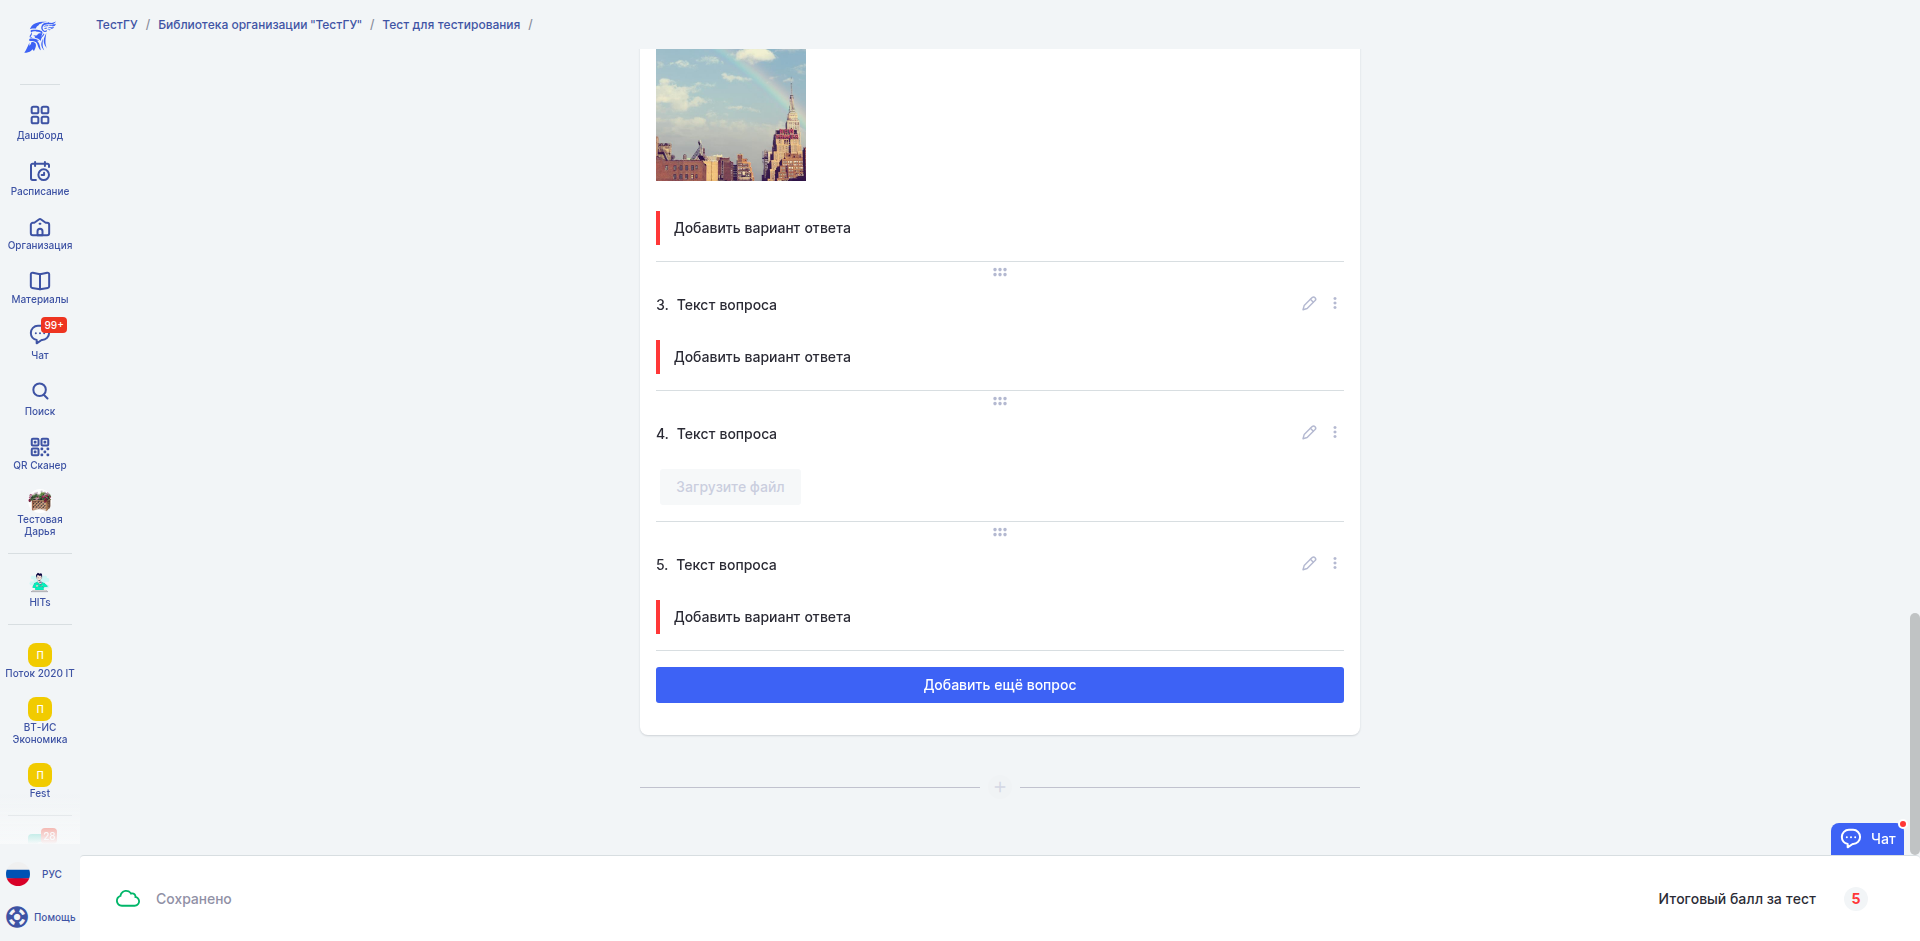 ТестГУ / Библиотека организации "ТестГУ" / Тест для тестирования /
Дашборд
Расписание
Организация
Материалы
99+
Чат
Поиск
QR Сканер
Тестовая
Дарья
HITs
П
Поток 2020 IT
П
ВТ-ИС
Экономика
П
Fest
28
РУС
Помощь
Добавить вариант ответа
3. Текст вопроса
Добавить вариант ответа
4. Текст вопроса
Загрузите файл
5. Текст вопроса
Добавить вариант ответа
Добавить ещё вопрос
Чат
Сохранено
Итоговый балл за тест 5